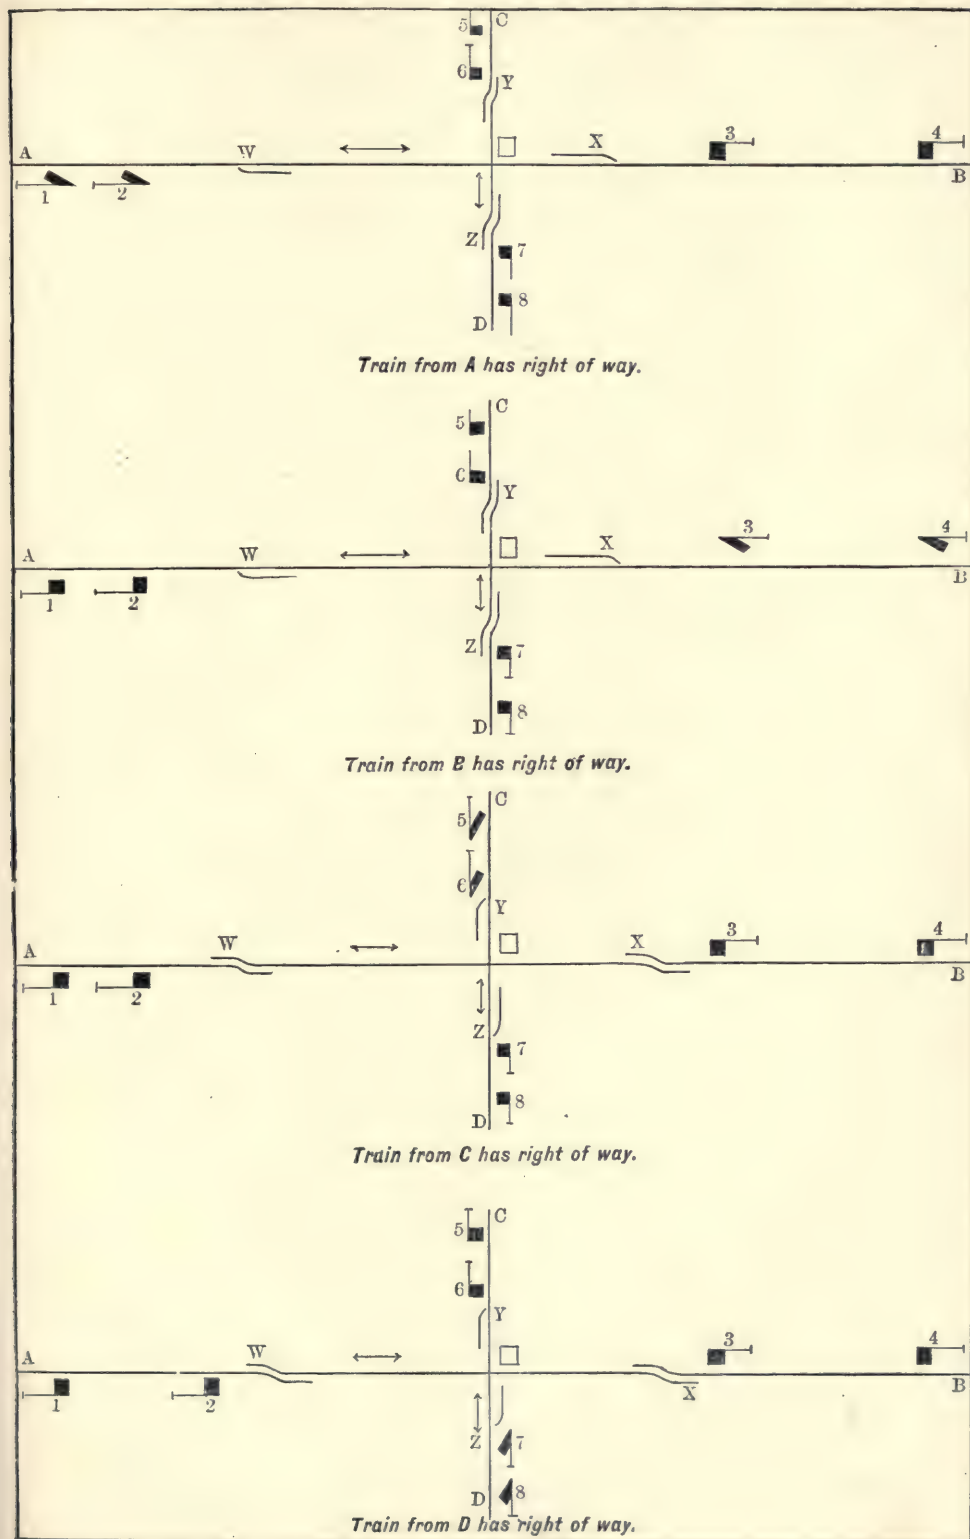 5 C
6
Y
A W X 3 4
1 2 B
Z 7
8
D
Train from A has right of way.
C
5
C
Y
A W X 3 4
1 2 B
Z 7
D 8
Train from B has right of way.
C
5
6
Y
A W X 3 4
1 2 B
Z 7
D 8
Train from C has right of way.
5 C
6
Y
A W 3 4
1 2 X B
Z 7
D 8
Train from D has right of way.